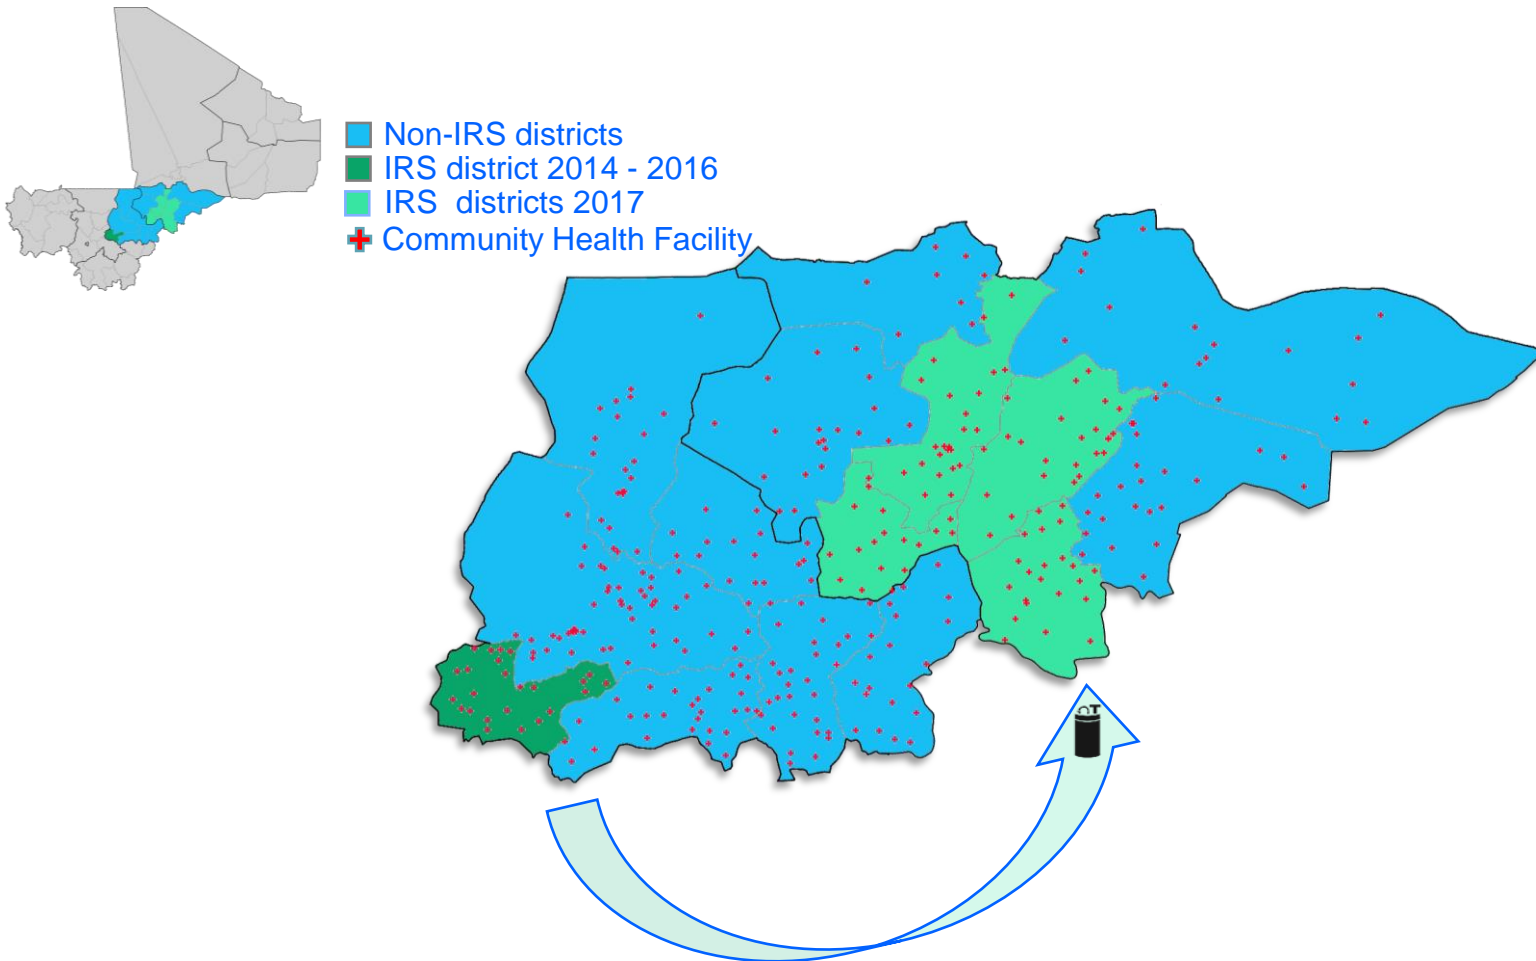 Non-IRS districts
IRS district 2014 - 2016
IRS districts 2017
Community Health Facility